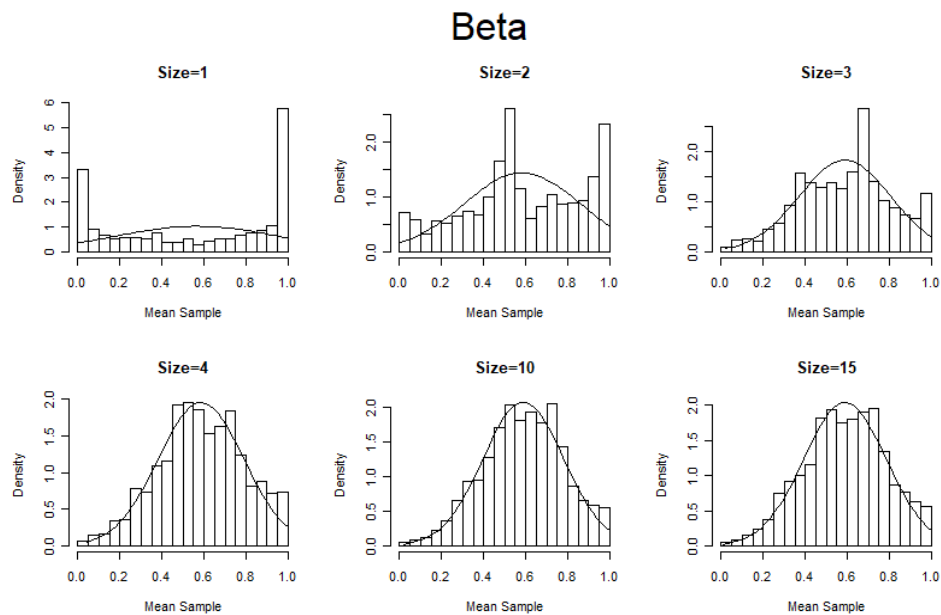 Beta
Size=1
Size=2
Size=3
Density
0 1 2 3 4 5 6
0.0 0.2 0.4 0.6 0.8 1.0
Mean Sample
Density
0.0 1.0 2.0
0.0 0.2 0.4 0.6 0.8 1.0
Mean Sample
Density
0.0 1.0 2.0
0.0 0.2 0.4 0.6 0.8 1.0
Mean Sample
Size=4
Size=10
Size=15
Density
0.0 0.5 1.0 1.5 2.0
0.0 0.2 0.4 0.6 0.8 1.0
Mean Sample
Density
0.0 0.5 1.0 1.5 2.0
0.0 0.2 0.4 0.6 0.8 1.0
Mean Sample
Density
0.0 0.5 1.0 1.5 2.0
0.0 0.2 0.4 0.6 0.8 1.0
Mean Sample